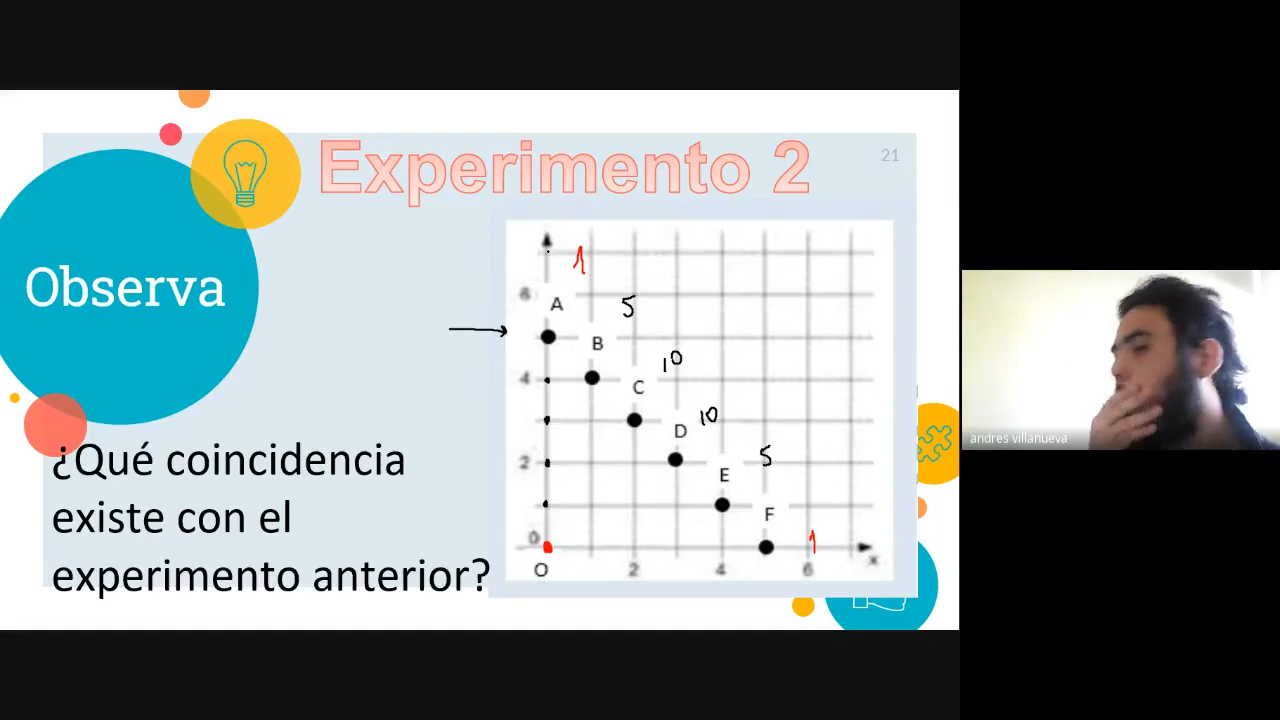 Experimento 2
21
Observa
1
6
A
5
B
10
4
C
10
D
2
5
E
F
0
1
x
O
2
4
6
¿Qué coincidencia
existe con el
experimento anterior?
andres villanueva